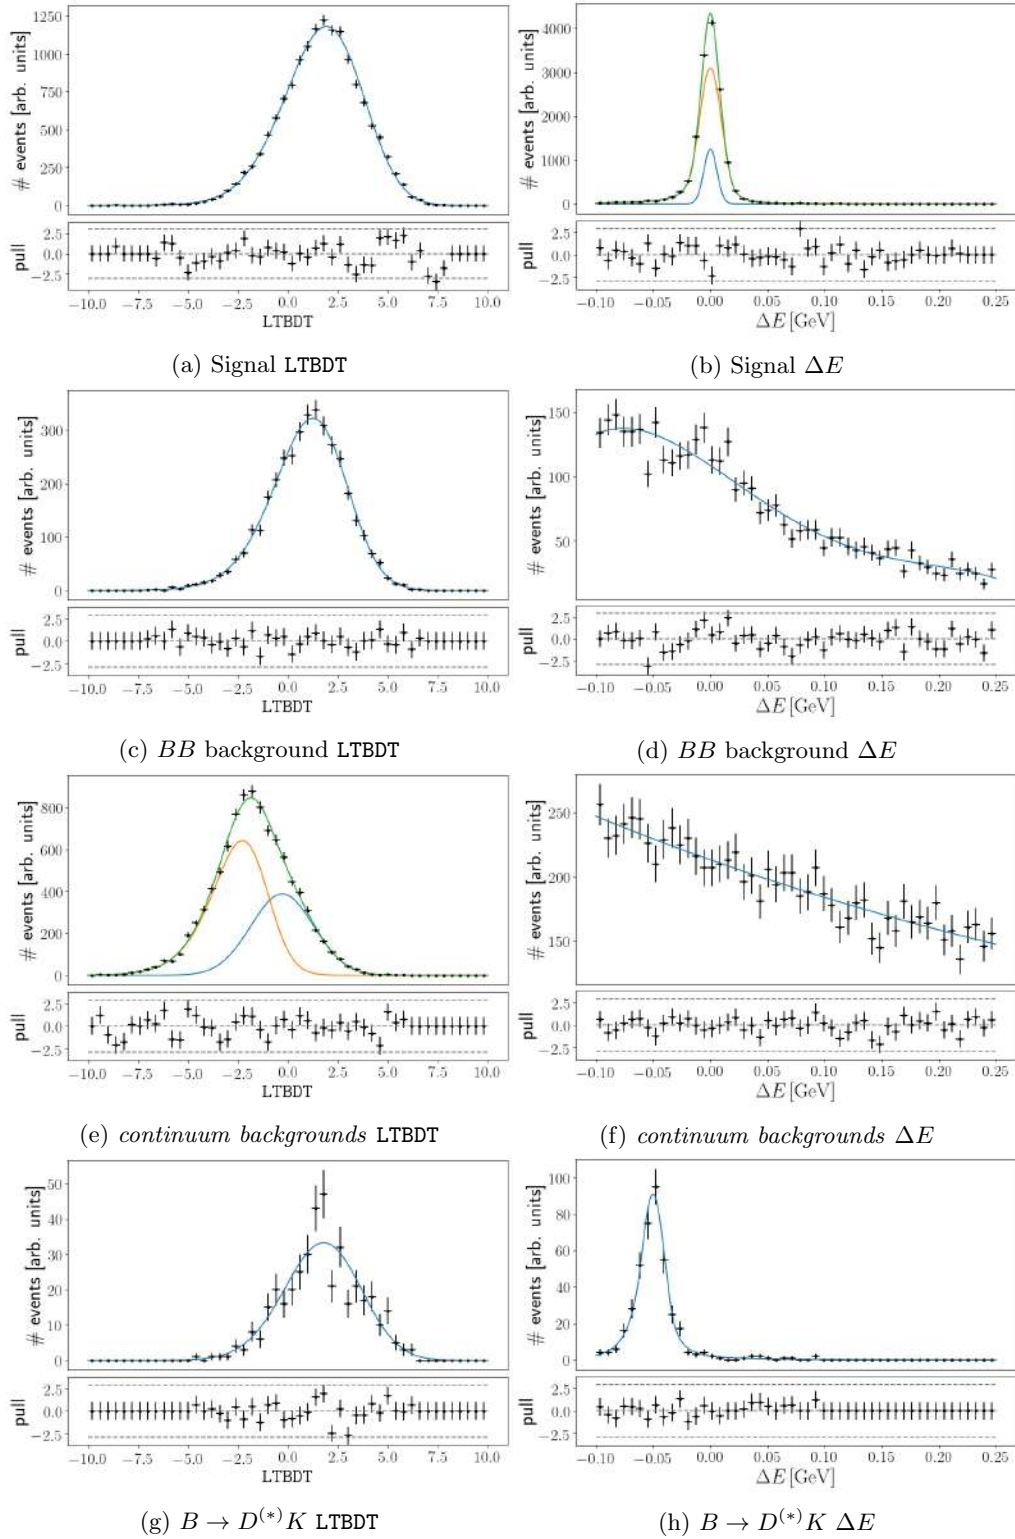 # events [arb. units]
1250
1000
750
500
250
0
pull
2.5
0.0
−2.5
−10.0 −7.5 −5.0 −2.5 0.0 2.5 5.0 7.5 10.0
LTBDT
(a) Signal LTBDT
# events [arb. units]
4000
3000
2000
1000
0
pull
2.5
0.0
−2.5
−0.10 −0.05 0.00 0.05 0.10 0.15 0.20 0.25
ΔE [GeV]
(b) Signal ΔE
# events [arb. units]
300
200
100
0
pull
2.5
0.0
−2.5
−10.0 −7.5 −5.0 −2.5 0.0 2.5 5.0 7.5 10.0
LTBDT
(c) BB background LTBDT
# events [arb. units]
150
100
50
pull
2.5
0.0
−2.5
−0.10 −0.05 0.00 0.05 0.10 0.15 0.20 0.25
ΔE [GeV]
(d) BB background ΔE
# events [arb. units]
800
600
400
200
0
pull
2.5
0.0
−2.5
−10.0 −7.5 −5.0 −2.5 0.0 2.5 5.0 7.5 10.0
LTBDT
(e) continuum backgrounds LTBDT
# events [arb. units]
250
200
150
pull
2.5
0.0
−2.5
−0.10 −0.05 0.00 0.05 0.10 0.15 0.20 0.25
ΔE [GeV]
(f) continuum backgrounds ΔE
# events [arb. units]
50
40
30
20
10
0
pull
2.5
0.0
−2.5
−10.0 −7.5 −5.0 −2.5 0.0 2.5 5.0 7.5 10.0
LTBDT
(g) B → D⁽*⁾K LTBDT
# events [arb. units]
100
80
60
40
20
0
pull
2.5
0.0
−2.5
−0.10 −0.05 0.00 0.05 0.10 0.15 0.20 0.25
ΔE [GeV]
(h) B → D⁽*⁾K ΔE